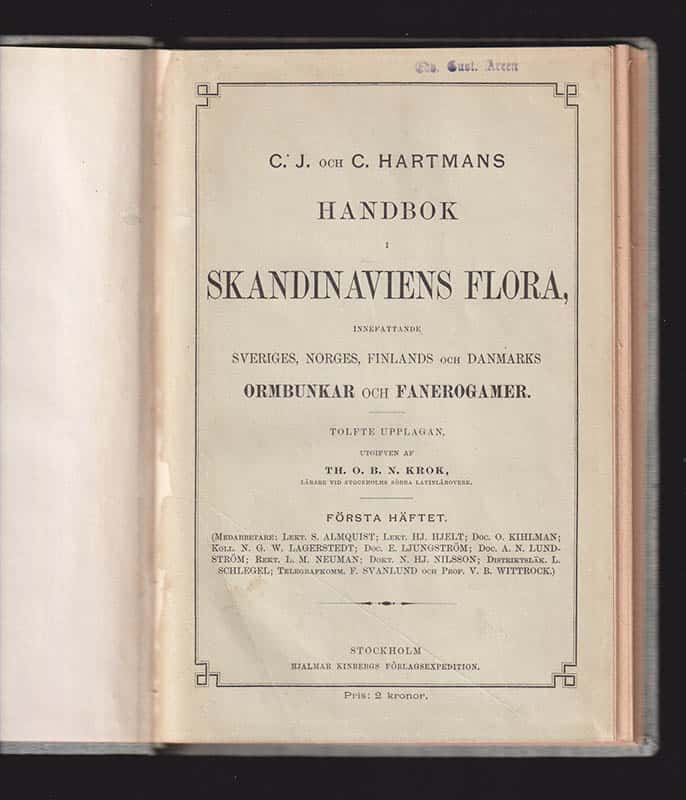 Edv. Gust. Areen
C. J. OCH C. HARTMANS
HANDBOK
I
SKANDINAVIENS FLORA,
INNEFATTANDE
SVERIGES, NORGES, FINLANDS OCH DANMARKS
ORMBUNKAR OCH FANEROGAMER.
TOLFTE UPPLAGAN,
UTGIFVEN AF
TH. O. B. N. KROK,
LÄRARE VID STOCKHOLMS SÖDRA LATINLÄROVERK.
FÖRSTA HÄFTET.
(MEDARBETARE: LEKT. S. ALMQUIST; LEKT. HJ. HJELT; DOC. O. KIHLMAN;
KOLL. N. G. W. LAGERSTEDT; DOC. E. LJUNGSTRÖM; DOC. A. N. LUND-
STRÖM; REKT. L. M. NEUMAN; DOKT. N. HJ. NILSSON; DISTRIKTSLÄK. L.
SCHLEGEL; TELEGRAFKOMM. F. SVANLUND OCH PROF. V. B. WITTROCK.)
STOCKHOLM
HJALMAR KINBERGS FÖRLAGSEXPEDITION.
Pris: 2 kronor.